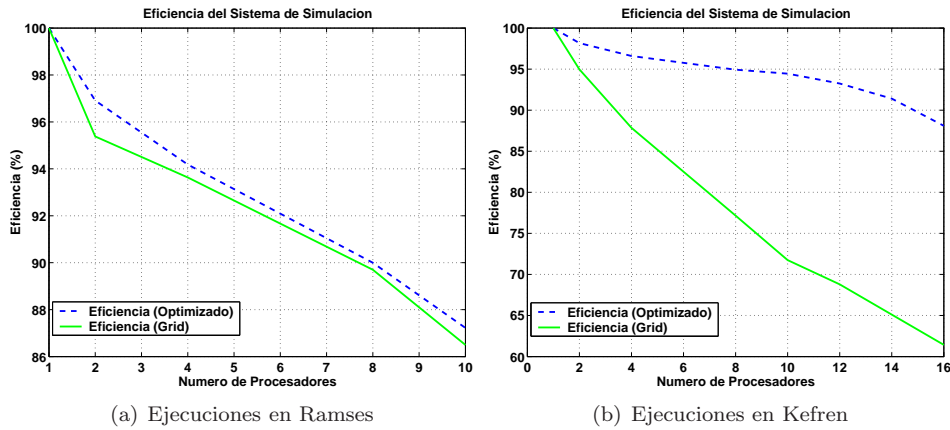 Eficiencia del Sistema de Simulacion
100
98
96
94
92
90
88
86
Eficiencia (%)
Eficiencia (Optimizado)
Eficiencia (Grid)
1 2 3 4 5 6 7 8 9 10
Numero de Procesadores
(a) Ejecuciones en Ramses
Eficiencia del Sistema de Simulacion
100
95
90
85
80
75
70
65
60
Eficiencia (%)
Eficiencia (Optimizado)
Eficiencia (Grid)
0 2 4 6 8 10 12 14 16
Numero de Procesadores
(b) Ejecuciones en Kefren